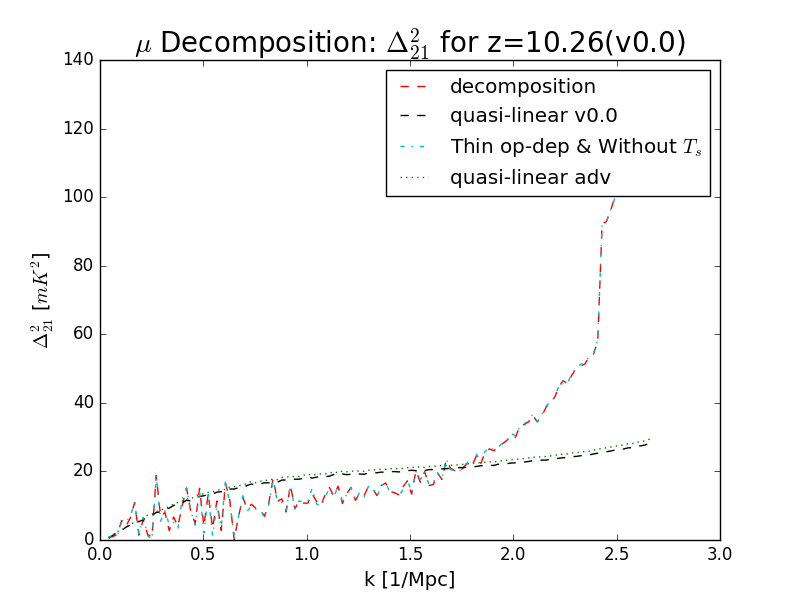 μ Decomposition: Δ²₂₁ for z=10.26(v0.0)
140
120
100
80
60
40
20
0
Δ²₂₁ [mK²]
decomposition
quasi-linear v0.0
Thin op-dep & Without Tₛ
quasi-linear adv
0.0 0.5 1.0 1.5 2.0 2.5 3.0
k [1/Mpc]